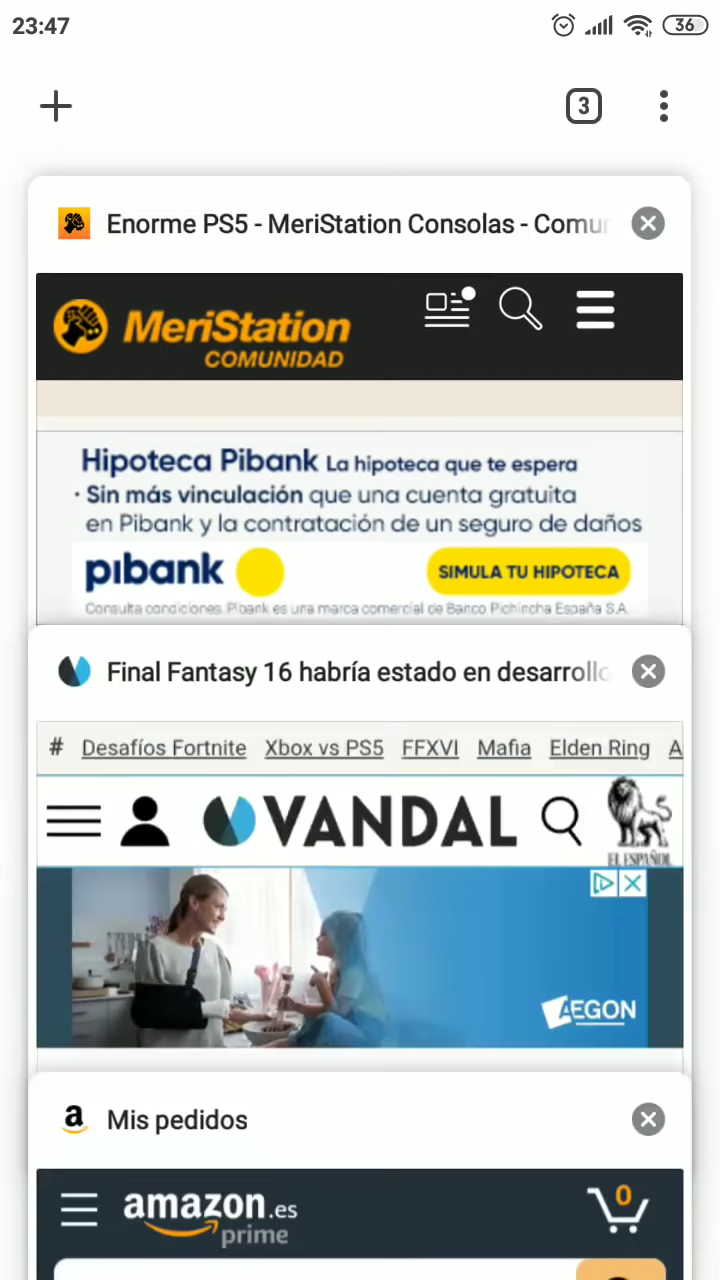 23:47
36
3
Enorme PS5 - MeriStation Consolas - Comu
MeriStation
COMUNIDAD
Hipoteca Pibank La hipoteca que te espera
· Sin más vinculación que una cuenta gratuita
en Pibank y la contratación de un seguro de daños
pibank
SIMULA TU HIPOTECA
Consulta condiciones. Pibank es una marca comercial de Banco Pichincha España S.A.
Final Fantasy 16 habría estado en desarrollo
# Desafíos Fortnite Xbox vs PS5 FFXVI Mafia Elden Ring A
VANDAL
EL ESPAÑOL
AEGON
a Mis pedidos
amazon.es
prime
0